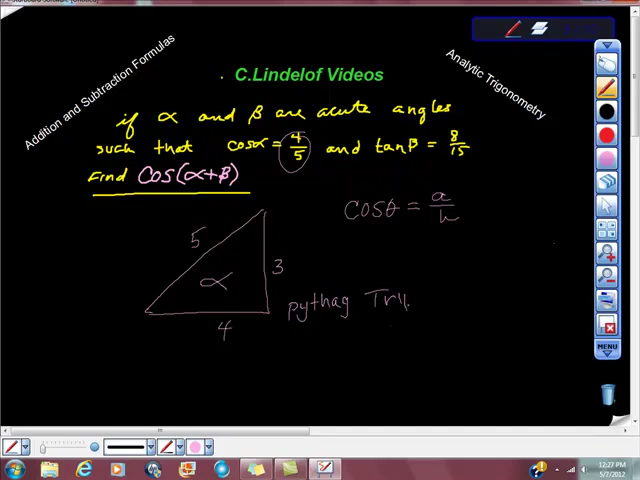 C.Lindelof Videos
Addition and Subtraction Formulas
Analytic Trigonometry
if α and β are acute angles
such that cosα = 4/5 and tanβ = 8/15
Find Cos(α+β)
Cosθ = a/h
5
α
3
4
pythag Tri
MENU
12:27 PM
5/7/2012